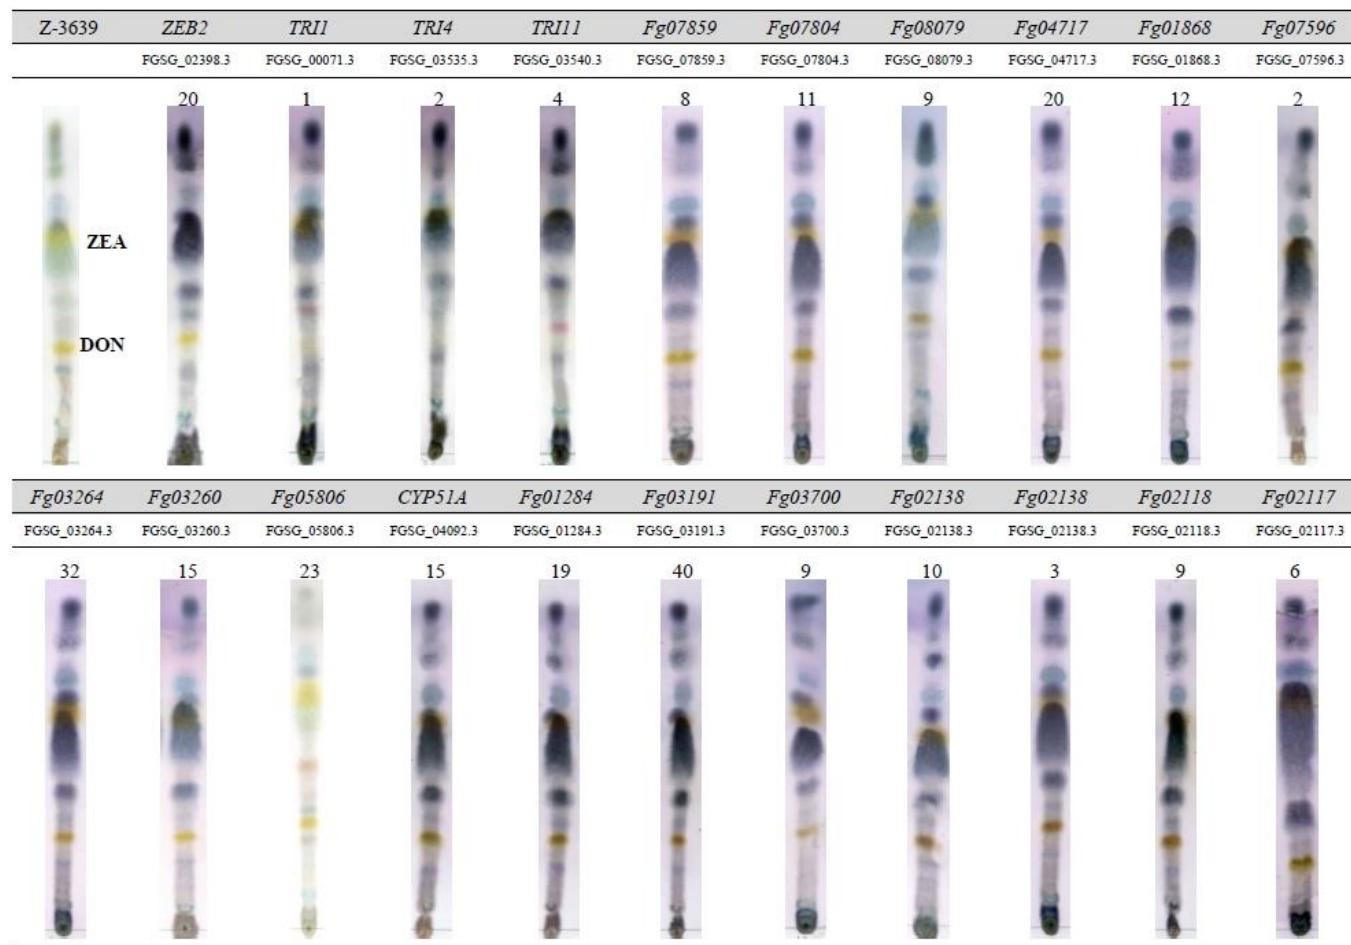 Z-3639 ZEB2 TRI1 TRI4 TRI11 Fg07859 Fg07804 Fg08079 Fg04717 Fg01868 Fg07596
FGSG_02398.3 FGSG_00071.3 FGSG_03535.3 FGSG_03540.3 FGSG_07859.3 FGSG_07804.3 FGSG_08079.3 FGSG_04717.3 FGSG_01868.3 FGSG_07596.3
20 1 2 4 8 11 9 20 12 2
ZEA
DON
Fg03264 Fg03260 Fg05806 CYP51A Fg01284 Fg03191 Fg03700 Fg02138 Fg02138 Fg02118 Fg02117
FGSG_03264.3 FGSG_03260.3 FGSG_05806.3 FGSG_04092.3 FGSG_01284.3 FGSG_03191.3 FGSG_03700.3 FGSG_02138.3 FGSG_02138.3 FGSG_02118.3 FGSG_02117.3
32 15 23 15 19 40 9 10 3 9 6